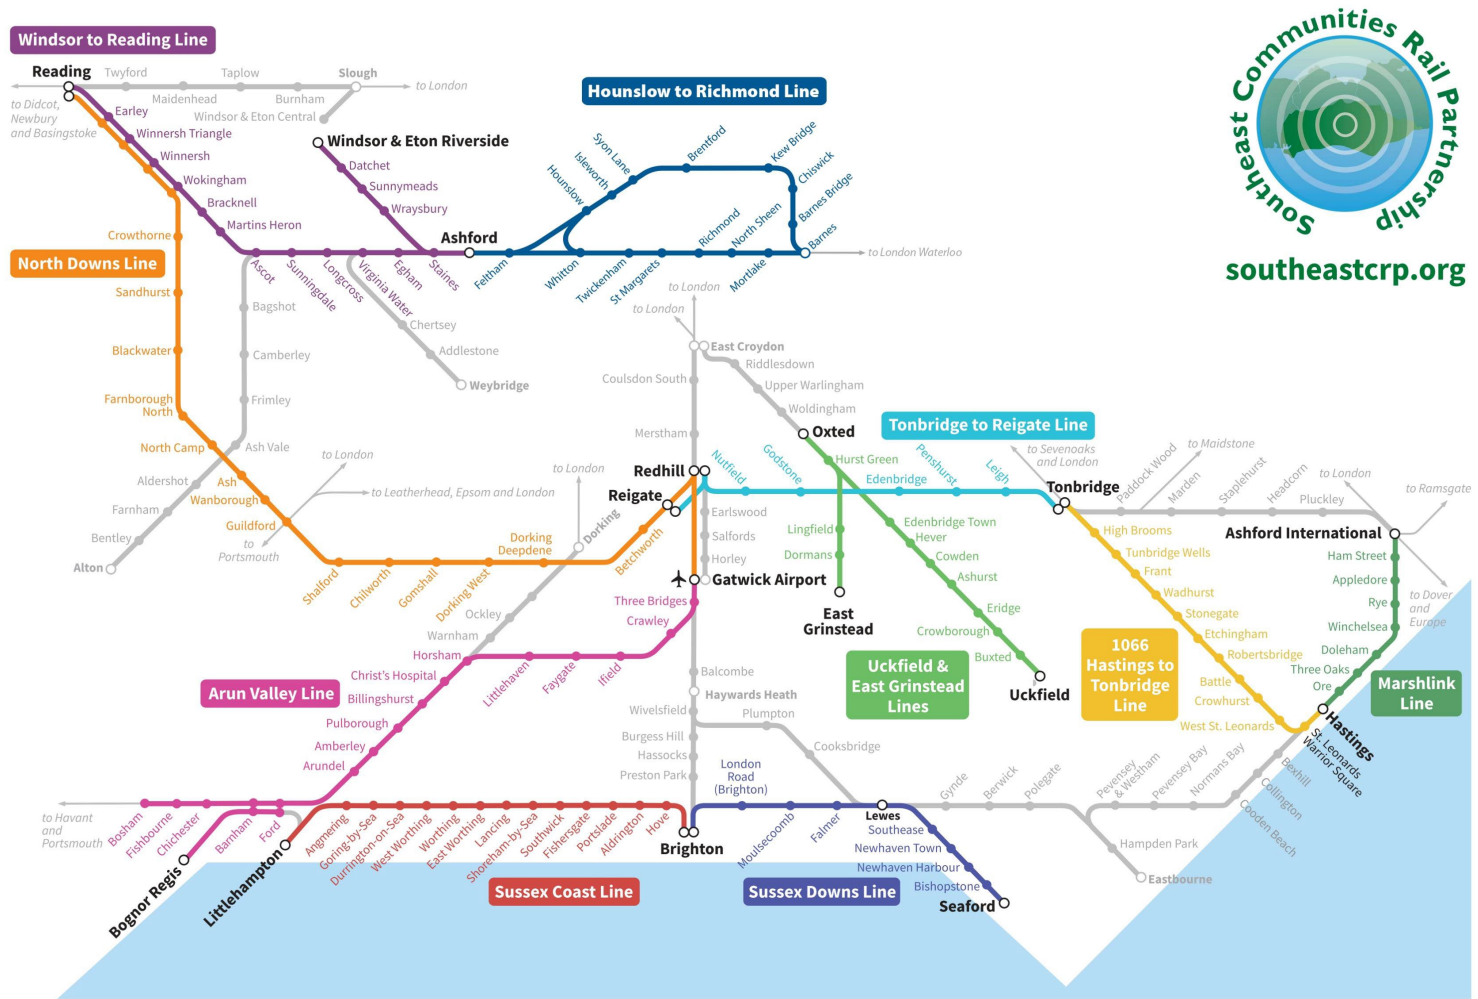 Windsor to Reading Line
Reading
Twyford
Taplow
Slough
to London
Maidenhead
Burnham
Windsor & Eton Central
to Didcot,
Newbury
and Basingstoke
Earley
Winnersh Triangle
Winnersh
Wokingham
Bracknell
Martins Heron
Windsor & Eton Riverside
Datchet
Sunnymeads
Wraysbury
Ashford
Ascot
Sunningdale
Longcross
Virginia Water
Egham
Staines
Hounslow to Richmond Line
Feltham
Hounslow
Isleworth
Syon Lane
Brentford
Kew Bridge
Chiswick
Barnes Bridge
Barnes
Whitton
Twickenham
St Margarets
Richmond
North Sheen
Mortlake
to London Waterloo
Southeast Communities Rail Partnership
southeastcrp.org
North Downs Line
Crowthorne
Sandhurst
Blackwater
Farnborough
North
North Camp
Ash
Wanborough
Guildford
Shalford
Chilworth
Gomshall
Dorking West
Dorking
Deepdene
Betchworth
Reigate
Redhill
Gatwick Airport
Bagshot
Camberley
Frimley
Ash Vale
Aldershot
Farnham
Bentley
Alton
Chertsey
Addlestone
Weybridge
to London
to Leatherhead, Epsom and London
to
Portsmouth
to London
Dorking
Ockley
Warnham
to London
to London
East Croydon
Coulsdon South
Merstham
Riddlesdown
Upper Warlingham
Woldingham
Oxted
Hurst Green
Earlswood
Salfords
Horley
Tonbridge to Reigate Line
Nutfield
Godstone
Edenbridge
Penshurst
Leigh
Tonbridge
to Sevenoaks
and London
Lingfield
Dormans
East
Grinstead
Edenbridge Town
Hever
Cowden
Ashurst
Eridge
Crowborough
Buxted
Uckfield
Uckfield &
East Grinstead
Lines
Paddock Wood
to Maidstone
Marden
Staplehurst
Headcorn
Pluckley
to London
to Ramsgate
Ashford International
to Dover
and
Europe
Ham Street
Appledore
Rye
Winchelsea
Doleham
Three Oaks
Ore
Marshlink
Line
Hastings
St. Leonards
Warrior Square
High Brooms
Tunbridge Wells
Frant
Wadhurst
Stonegate
Etchingham
Robertsbridge
Battle
Crowhurst
West St. Leonards
1066
Hastings to
Tonbridge
Line
Three Bridges
Crawley
Ifield
Faygate
Littlehaven
Horsham
Christ's Hospital
Billingshurst
Pulborough
Amberley
Arundel
Arun Valley Line
Balcombe
Haywards Heath
Wivelsfield
Burgess Hill
Hassocks
Preston Park
Plumpton
Cooksbridge
to Havant
and
Portsmouth
Bosham
Fishbourne
Chichester
Barnham
Ford
Bognor Regis
Littlehampton
Angmering
Goring-by-Sea
Durrington-on-Sea
West Worthing
Worthing
East Worthing
Lancing
Shoreham-by-Sea
Southwick
Fishersgate
Portslade
Aldrington
Hove
Brighton
Sussex Coast Line
London
Road
(Brighton)
Moulsecoomb
Falmer
Lewes
Southease
Newhaven Town
Newhaven Harbour
Bishopstone
Seaford
Sussex Downs Line
Gynde
Berwick
Polegate
Pevensey
& Westham
Pevensey Bay
Normans Bay
Cooden Beach
Collington
Bexhill
Hampden Park
Eastbourne